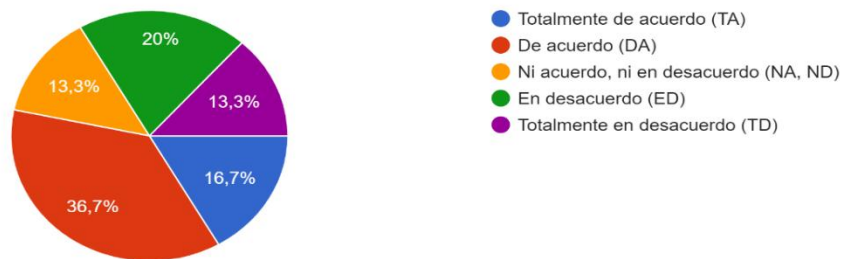 20%
13,3%
13,3%
16,7%
36,7%
Totalmente de acuerdo (TA)
De acuerdo (DA)
Ni acuerdo, ni en desacuerdo (NA, ND)
En desacuerdo (ED)
Totalmente en desacuerdo (TD)